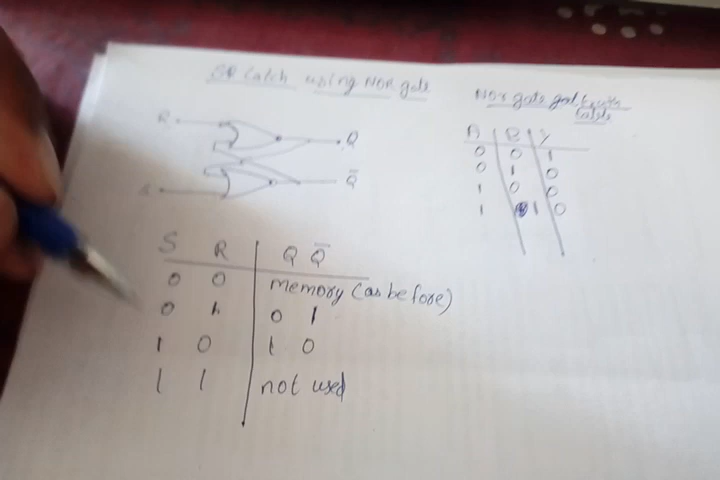 SR Latch using NOR gate
R Q
Q̅
S R Q Q̅
0 0 memory (as before)
0 1 0 1
1 0 1 0
1 1 not used
Nor gate truth
table
A B Y
0 0 1
0 1 0
1 0 0
1 1 0